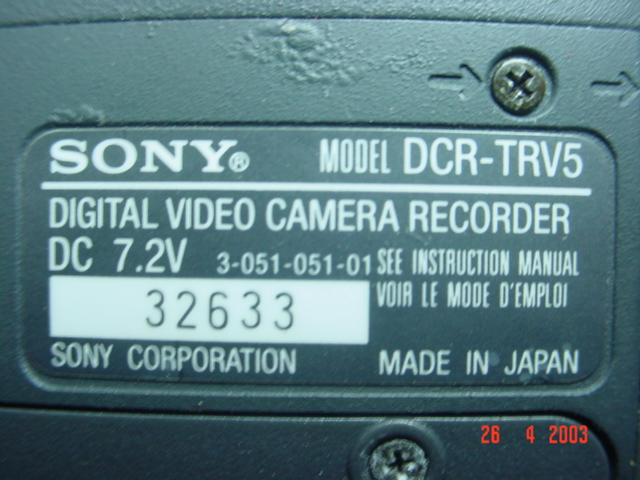 SONY® MODEL DCR-TRV5
DIGITAL VIDEO CAMERA RECORDER
DC 7.2V 3-051-051-01 SEE INSTRUCTION MANUAL
VOIR LE MODE D'EMPLOI
32633
SONY CORPORATION MADE IN JAPAN
26 4 2003